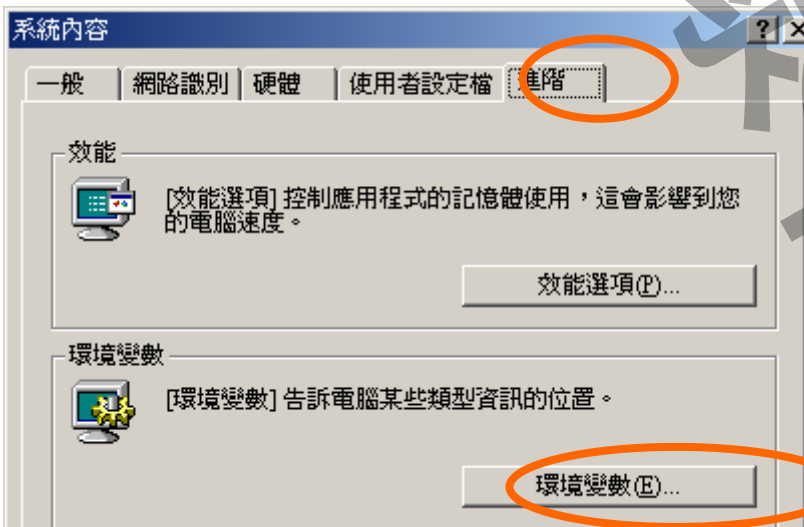 系統內容
一般 網路識別 硬體 使用者設定檔 進階
效能
[效能選項] 控制應用程式的記憶體使用，這會影響到您
的電腦速度。
效能選項(P)...
環境變數
[環境變數] 告訴電腦某些類型資訊的位置。
環境變數(E)...